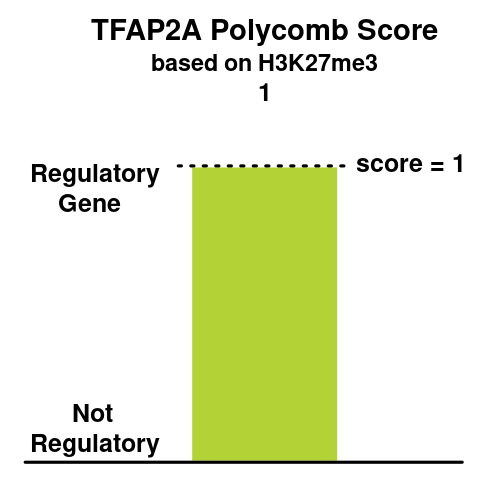 TFAP2A Polycomb Score
based on H3K27me3
1
Regulatory
Gene
score = 1
Not
Regulatory